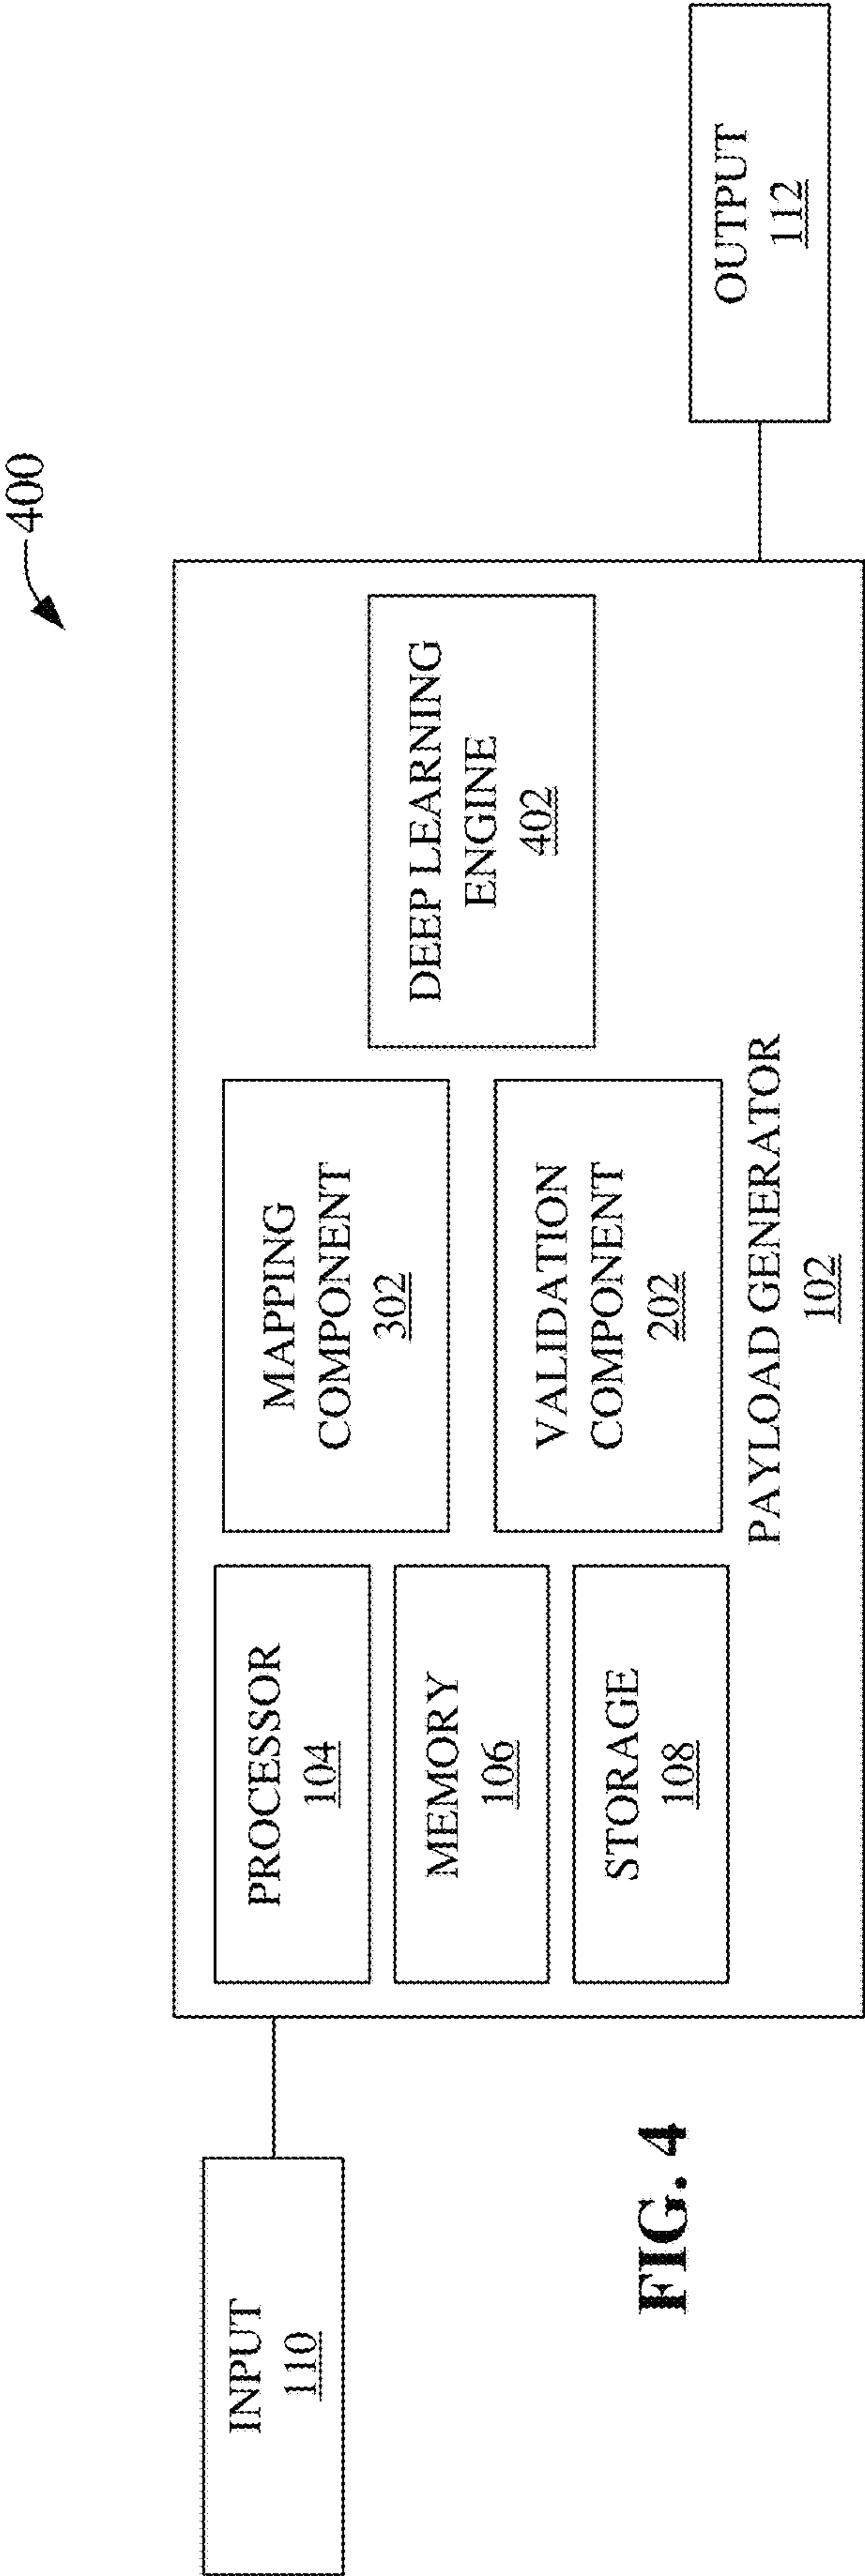 400
INPUT
110
PROCESSOR
104
MEMORY
106
STORAGE
108
MAPPING
COMPONENT
302
VALIDATION
COMPONENT
202
DEEP LEARNING
ENGINE
402
PAYLOAD GENERATOR
102
OUTPUT
112
FIG. 4